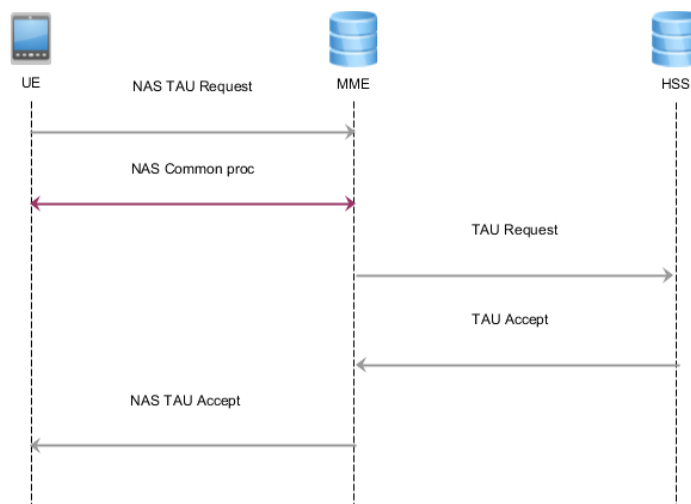 UE
MME
HSS
NAS TAU Request
NAS Common proc
TAU Request
TAU Accept
NAS TAU Accept